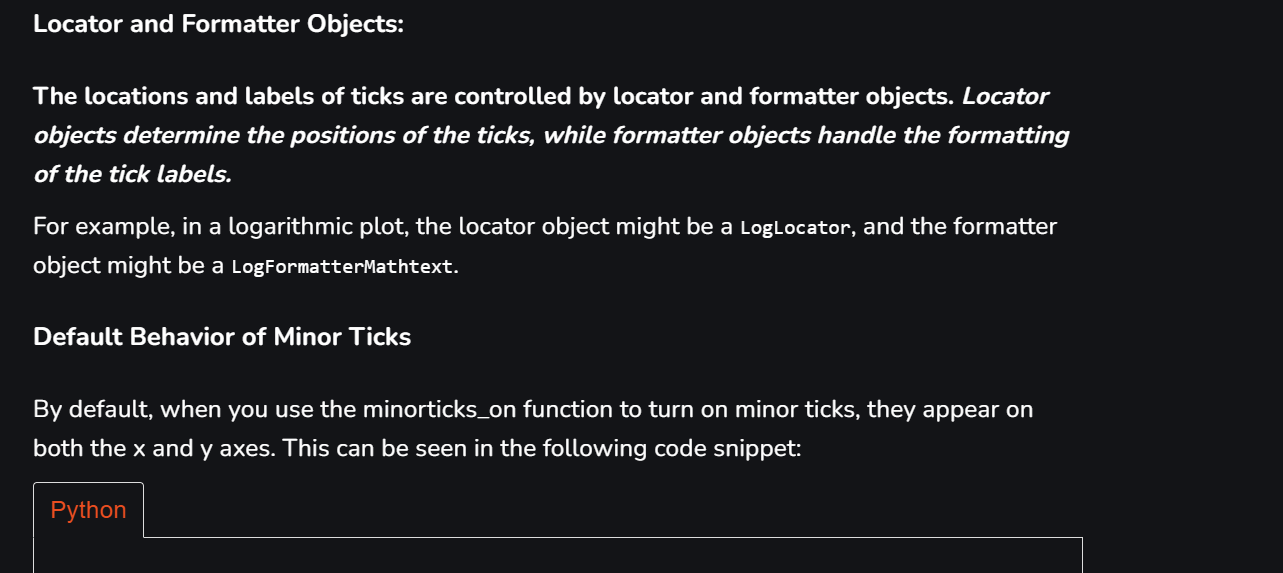 Locator and Formatter Objects:
The locations and labels of ticks are controlled by locator and formatter objects. Locator
objects determine the positions of the ticks, while formatter objects handle the formatting
of the tick labels.
For example, in a logarithmic plot, the locator object might be a LogLocator, and the formatter
object might be a LogFormatterMathtext.
Default Behavior of Minor Ticks
By default, when you use the minorticks_on function to turn on minor ticks, they appear on
both the x and y axes. This can be seen in the following code snippet:
Python